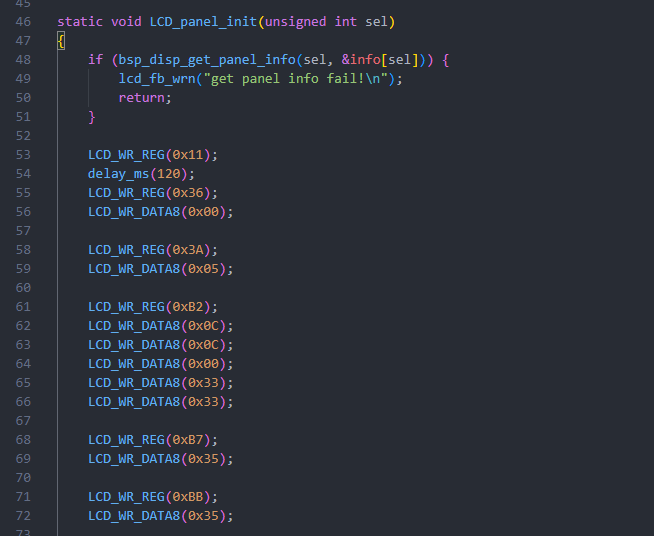 45
46 static void LCD_panel_init(unsigned int sel)
47 {
48     if (bsp_disp_get_panel_info(sel, &info[sel])) {
49         lcd_fb_wrn("get panel info fail!\n");
50         return;
51     }
52
53     LCD_WR_REG(0x11);
54     delay_ms(120);
55     LCD_WR_REG(0x36);
56     LCD_WR_DATA8(0x00);
57
58     LCD_WR_REG(0x3A);
59     LCD_WR_DATA8(0x05);
60
61     LCD_WR_REG(0xB2);
62     LCD_WR_DATA8(0x0C);
63     LCD_WR_DATA8(0x0C);
64     LCD_WR_DATA8(0x00);
65     LCD_WR_DATA8(0x33);
66     LCD_WR_DATA8(0x33);
67
68     LCD_WR_REG(0xB7);
69     LCD_WR_DATA8(0x35);
70
71     LCD_WR_REG(0xBB);
72     LCD_WR_DATA8(0x35);
73